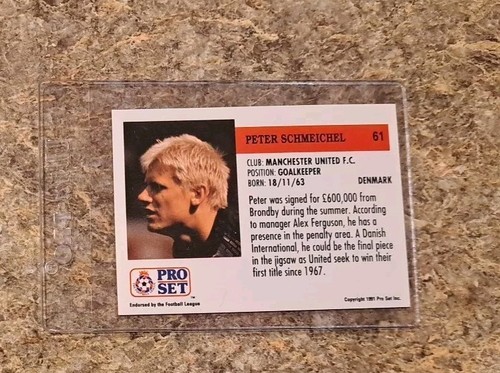 PETER SCHMEICHEL 61
CLUB: MANCHESTER UNITED F.C.
POSITION: GOALKEEPER
BORN: 18/11/63 DENMARK
Peter was signed for £600,000 from
Brondby during the summer. According
to manager Alex Ferguson, he has a
presence in the penalty area. A Danish
International, he could be the final piece
in the jigsaw as United seek to win their
first title since 1967.
PRO
SET
TM
Endorsed by the Football League
Copyright 1991 Pro Set Inc.